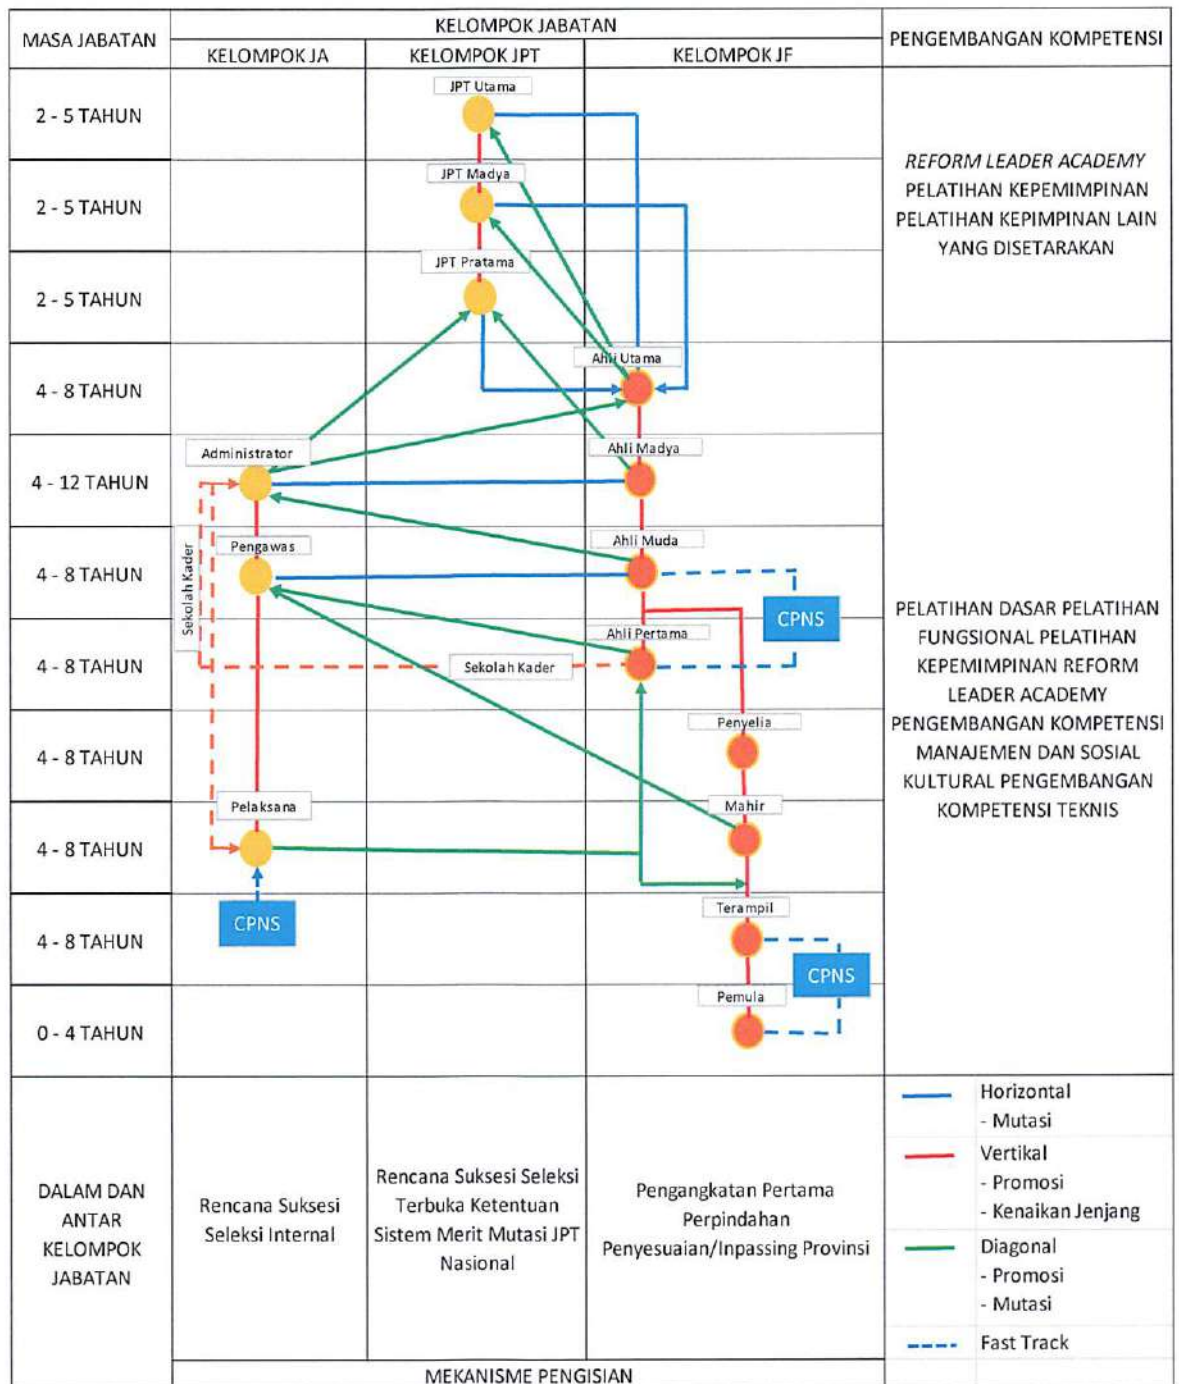 MASA JABATAN
KELOMPOK JABATAN
PENGEMBANGAN KOMPETENSI
KELOMPOK JA
KELOMPOK JPT
KELOMPOK JF
2 - 5 TAHUN
JPT Utama
2 - 5 TAHUN
JPT Madya
2 - 5 TAHUN
JPT Pratama
REFORM LEADER ACADEMY
PELATIHAN KEPEMIMPINAN
PELATIHAN KEPIMPINAN LAIN
YANG DISETARAKAN
4 - 8 TAHUN
Ahli Utama
4 - 12 TAHUN
Administrator
Ahli Madya
4 - 8 TAHUN
Sekolah Kader
Pengawas
Ahli Muda
CPNS
4 - 8 TAHUN
Sekolah Kader
Ahli Pertama
4 - 8 TAHUN
Penyelia
4 - 8 TAHUN
Pelaksana
Mahir
PELATIHAN DASAR PELATIHAN
FUNGSIONAL PELATIHAN
KEPEMIMPINAN REFORM
LEADER ACADEMY
PENGEMBANGAN KOMPETENSI
MANAJEMEN DAN SOSIAL
KULTURAL PENGEMBANGAN
KOMPETENSI TEKNIS
4 - 8 TAHUN
CPNS
Terampil
CPNS
0 - 4 TAHUN
Pemula
DALAM DAN
ANTAR
KELOMPOK
JABATAN
Rencana Suksesi
Seleksi Internal
Rencana Suksesi Seleksi
Terbuka Ketentuan
Sistem Merit Mutasi JPT
Nasional
Pengangkatan Pertama
Perpindahan
Penyesuaian/Inpassing Provinsi
Horizontal
- Mutasi
Vertikal
- Promosi
- Kenaikan Jenjang
Diagonal
- Promosi
- Mutasi
Fast Track
MEKANISME PENGISIAN